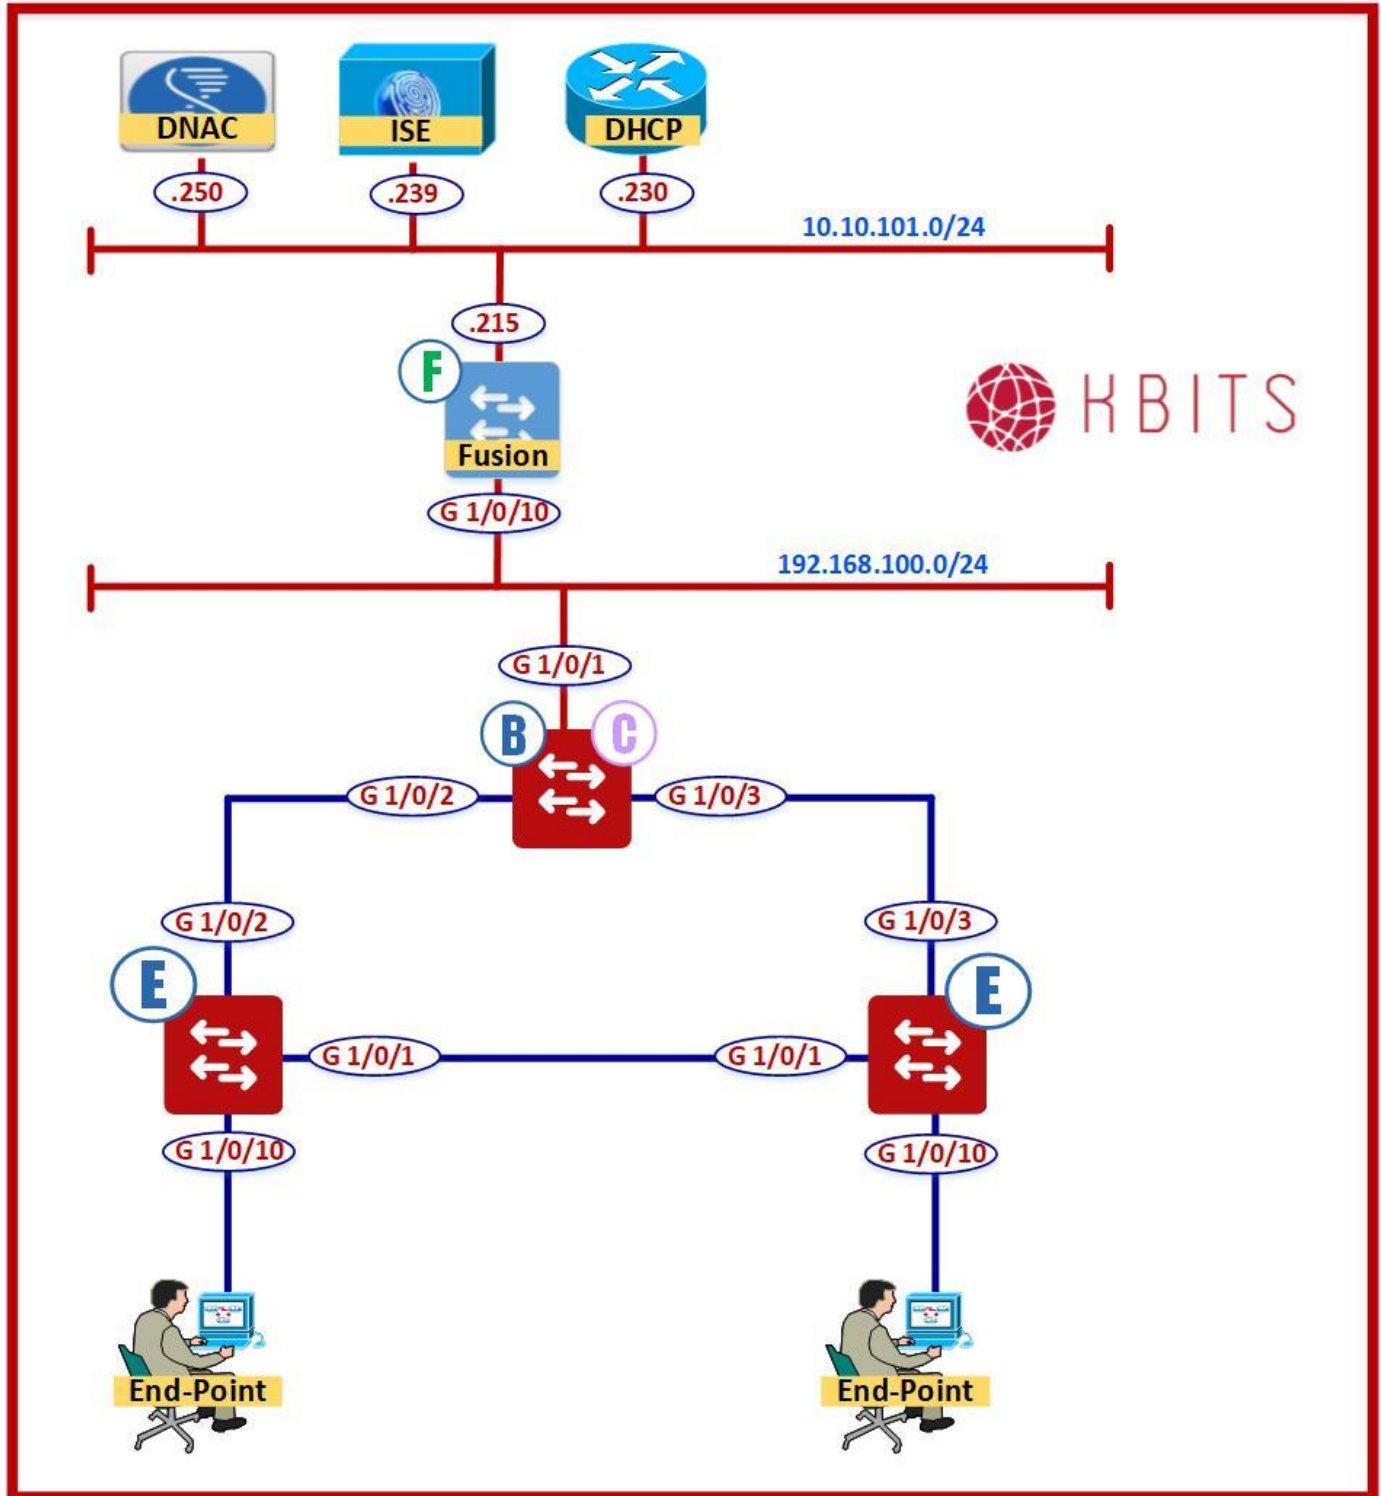 DNAC
ISE
DHCP
.250
.239
.230
10.10.101.0/24
.215
F
Fusion
KBITS
G 1/0/10
192.168.100.0/24
G 1/0/1
B
C
G 1/0/2
G 1/0/3
G 1/0/2
G 1/0/3
E
E
G 1/0/1
G 1/0/1
G 1/0/10
G 1/0/10
End-Point
End-Point